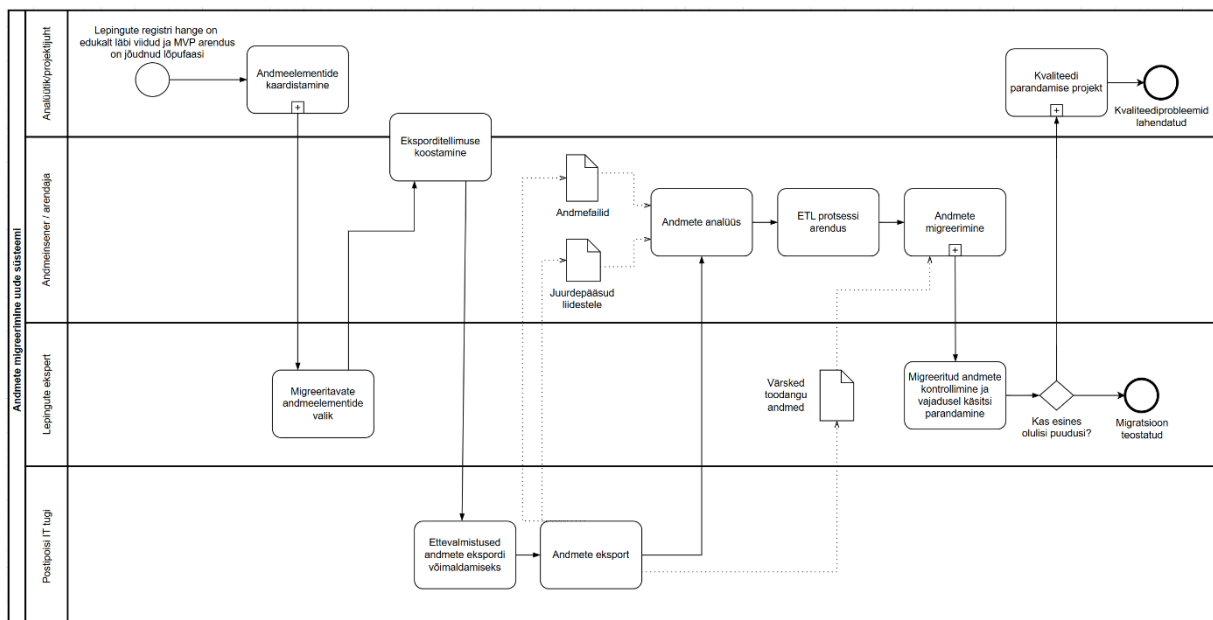 Andmete migreerimine uude süsteemi
Analüütik/projektijuht
Lepingute registri hange on
edukalt läbi viidud ja MVP arendus
on jõudnud lõpufaasi
Andmeelementide
kaardistamine
Kvaliteedi
parandamise projekt
Kvaliteediprobleemid
lahendatud
Andmeinsener / arendaja
Eksporditellimuse
koostamine
Andmefailid
Juurdepääsud
liidestele
Andmete analüüs
ETL protsessi
arendus
Andmete
migreerimine
Lepingute ekspert
Migreeritavate
andmeelementide
valik
Värsked
toodangu
andmed
Migreeritud andmete
kontrollimine ja
vajadusel käsitsi
parandamine
Kas esines
olulisi puudusi?
Migratsioon
teostatud
Postipoisi IT tugi
Ettevalmistused
andmete ekspordi
võimaldamiseks
Andmete eksport